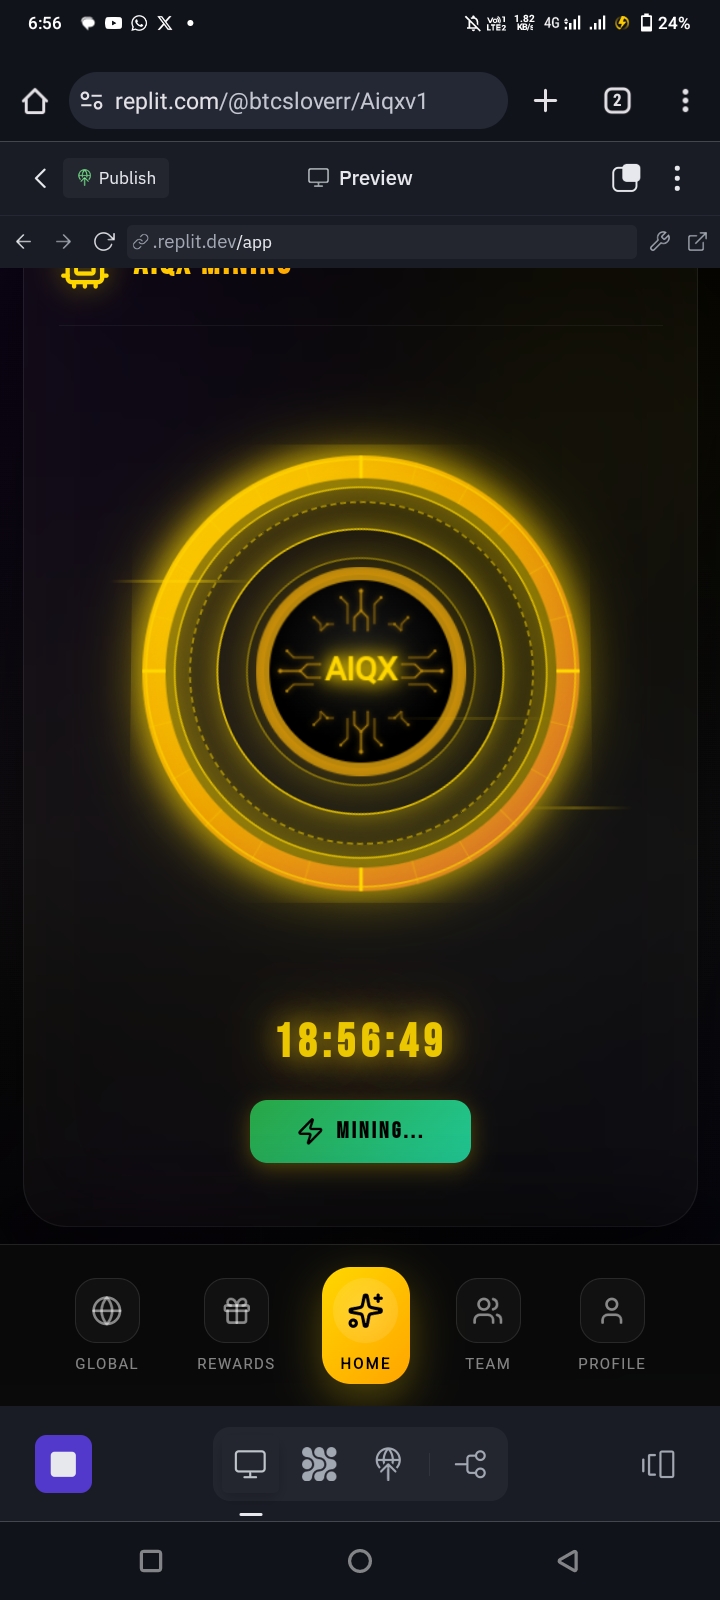 6:56
Vo)) 1
LTE2
1.82
KB/s
4G
24%
replit.com/@btcsloverr/Aiqxv1
2
Publish
Preview
.replit.dev/app
AIQX MINING
AIQX
18:56:49
MINING...
GLOBAL
REWARDS
HOME
TEAM
PROFILE